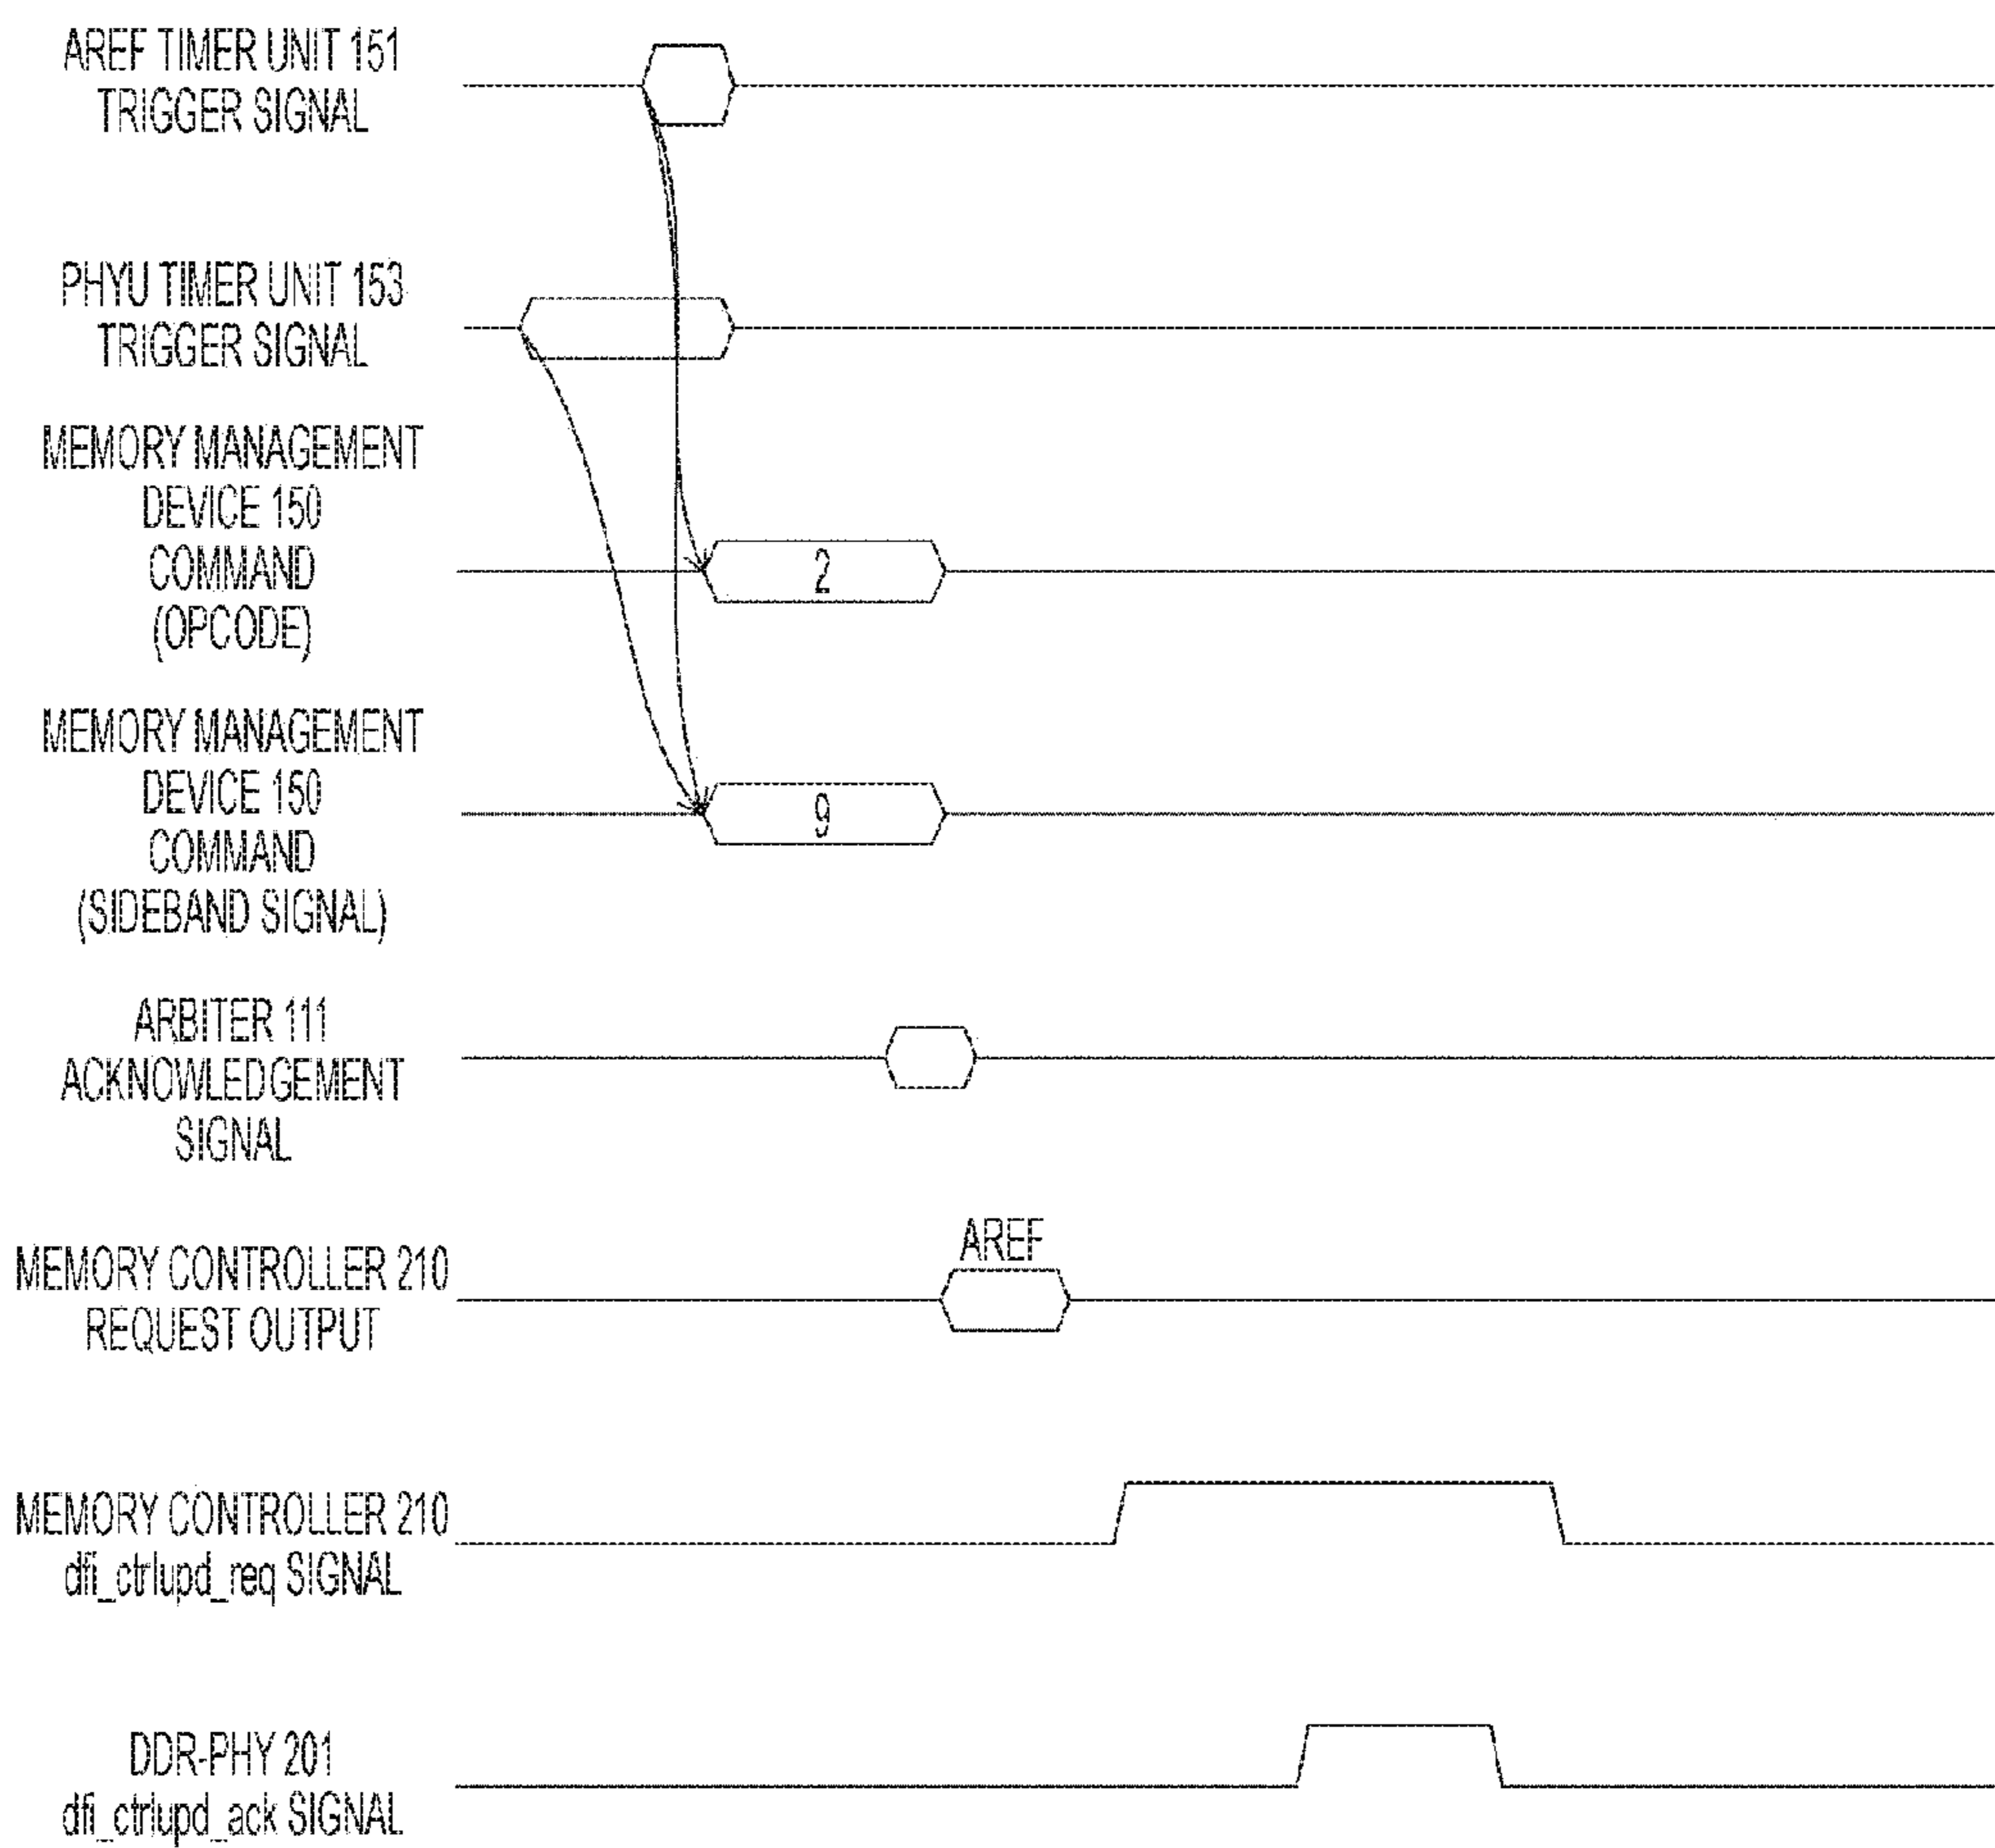 AREF TIMER UNIT 151
TRIGGER SIGNAL
PHYU TIMER UNIT 153
TRIGGER SIGNAL
MEMORY MANAGEMENT
DEVICE 150
COMMAND
(OPCODE)
2
MEMORY MANAGEMENT
DEVICE 150
COMMAND
(SIDEBAND SIGNAL)
9
ARBITER 111
ACKNOWLEDGEMENT
SIGNAL
AREF
MEMORY CONTROLLER 210
REQUEST OUTPUT
MEMORY CONTROLLER 210
dfi_ctrlupd_req SIGNAL
DDR-PHY 201
dfi_ctrlupd_ack SIGNAL